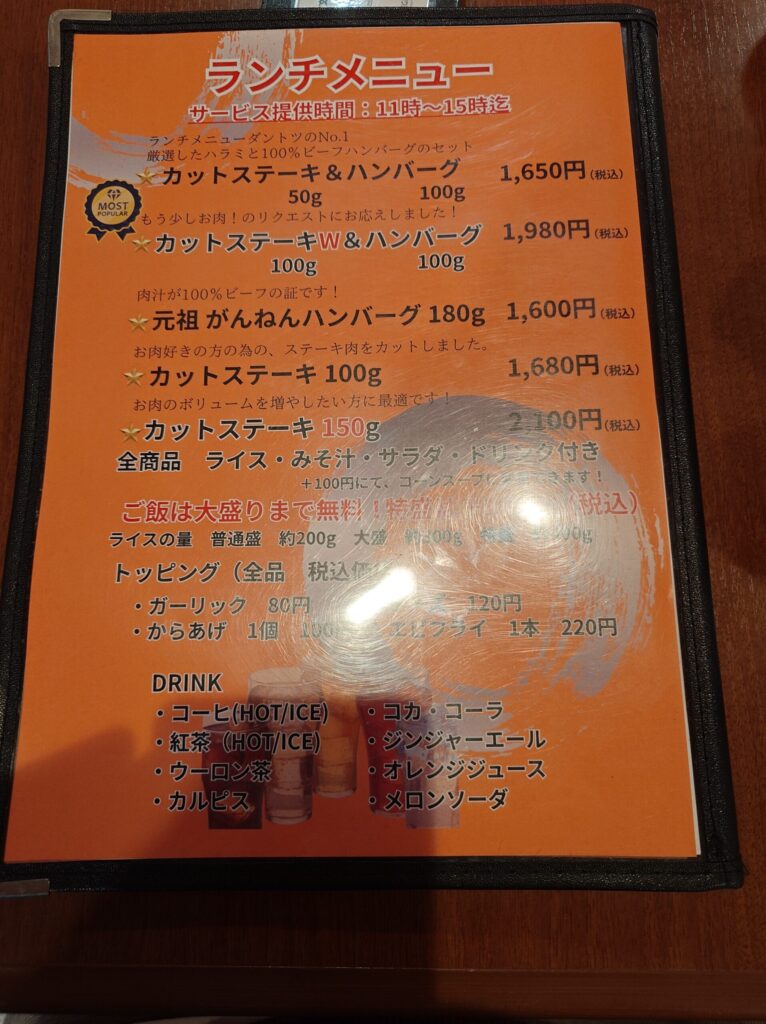 ランチメニュー
サービス提供時間：11時～15時迄
ランチメニューダントツのNo.1
厳選したハラミと100%ビーフハンバーグのセット
カットステーキ＆ハンバーグ 1,650円(税込)
50g 100g
MOST
POPULAR
もう少しお肉！のリクエストにお応えしました！
カットステーキW＆ハンバーグ 1,980円(税込)
100g 100g
肉汁が100%ビーフの証です！
元祖 がんねんハンバーグ 180g 1,600円(税込)
お肉好きの方の為の、ステーキ肉をカットしました。
カットステーキ 100g 1,680円(税込)
お肉のボリュームを増やしたい方に最適です！
カットステーキ 150g 2,100円(税込)
全商品 ライス・みそ汁・サラダ・ドリンク付き
＋100円にて、コーンスープに できます！
ご飯は大盛りまで無料！特盛 (税込)
ライスの量 普通盛 約200g 大盛 約300g 特盛
トッピング（全品 税込価
・ガーリック 80円 120円
・からあげ 1個 100 エビフライ 1本 220円
DRINK
・コーヒ(HOT/ICE) ・コカ・コーラ
・紅茶（HOT/ICE) ・ジンジャーエール
・ウーロン茶 ・オレンジジュース
・カルピス ・メロンソーダ